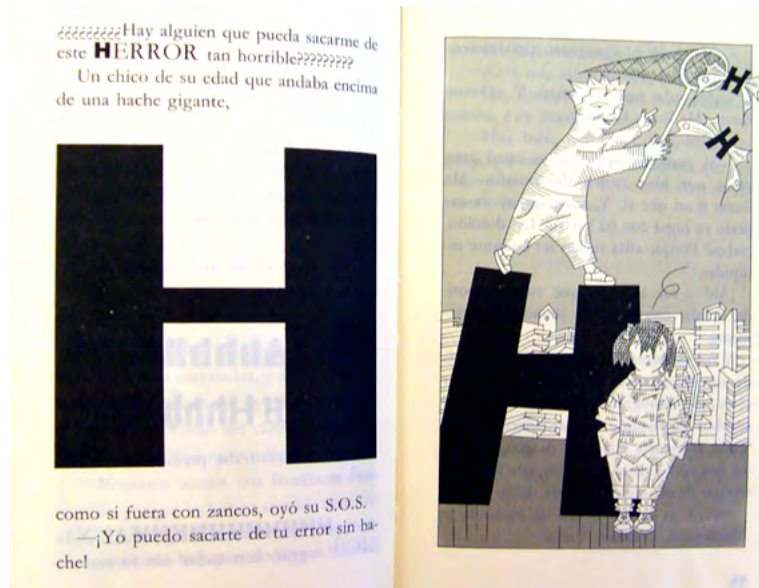 ¿¿¿¿¿¿¿¿¿Hay alguien que pueda sacarme de
este HERROR tan horrible?????????
Un chico de su edad que andaba encima
de una hache gigante,
H
como si fuera con zancos, oyó su S.O.S.
—¡Yo puedo sacarte de tu error sin ha-
che!
H
H
H